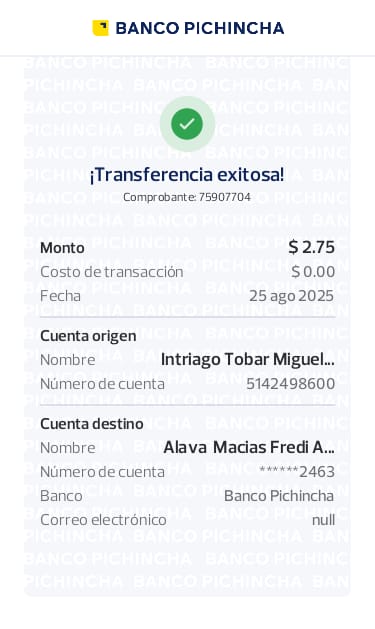 BANCO PICHINCHA
¡Transferencia exitosa!
Comprobante: 75907704
Monto $ 2.75
Costo de transacción $ 0.00
Fecha 25 ago 2025
Cuenta origen
Nombre Intriago Tobar Miguel...
Número de cuenta 5142498600
Cuenta destino
Nombre Alava Macias Fredi A...
Número de cuenta ******2463
Banco Banco Pichincha
Correo electrónico null